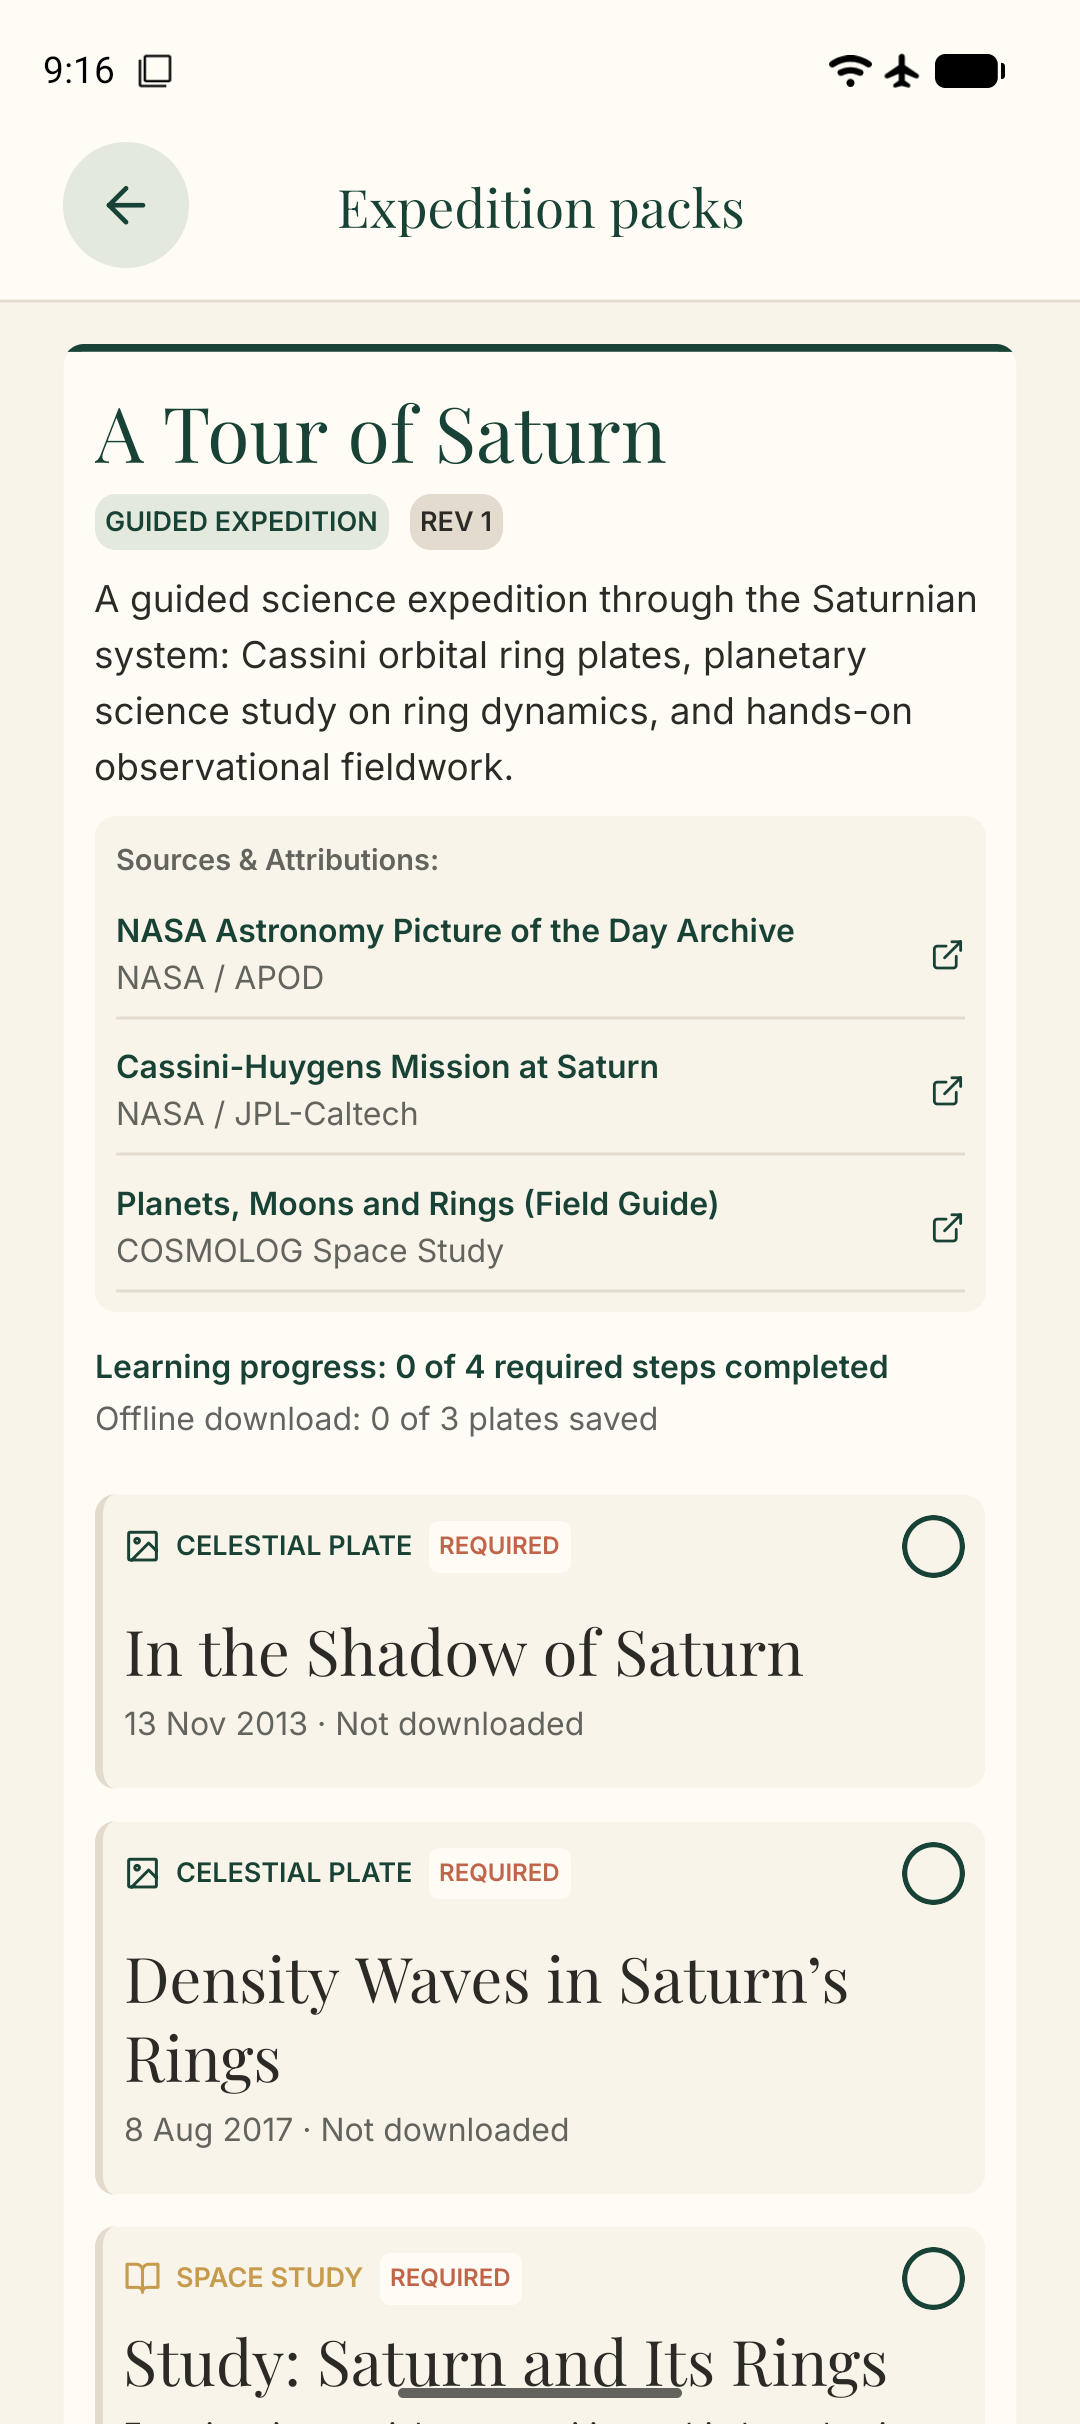 9:16
Expedition packs
A Tour of Saturn
GUIDED EXPEDITION REV 1
A guided science expedition through the Saturnian
system: Cassini orbital ring plates, planetary
science study on ring dynamics, and hands-on
observational fieldwork.
Sources & Attributions:
NASA Astronomy Picture of the Day Archive
NASA / APOD
Cassini-Huygens Mission at Saturn
NASA / JPL-Caltech
Planets, Moons and Rings (Field Guide)
COSMOLOG Space Study
Learning progress: 0 of 4 required steps completed
Offline download: 0 of 3 plates saved
CELESTIAL PLATE REQUIRED
In the Shadow of Saturn
13 Nov 2013 · Not downloaded
CELESTIAL PLATE REQUIRED
Density Waves in Saturn’s
Rings
8 Aug 2017 · Not downloaded
SPACE STUDY REQUIRED
Study: Saturn and Its Rings